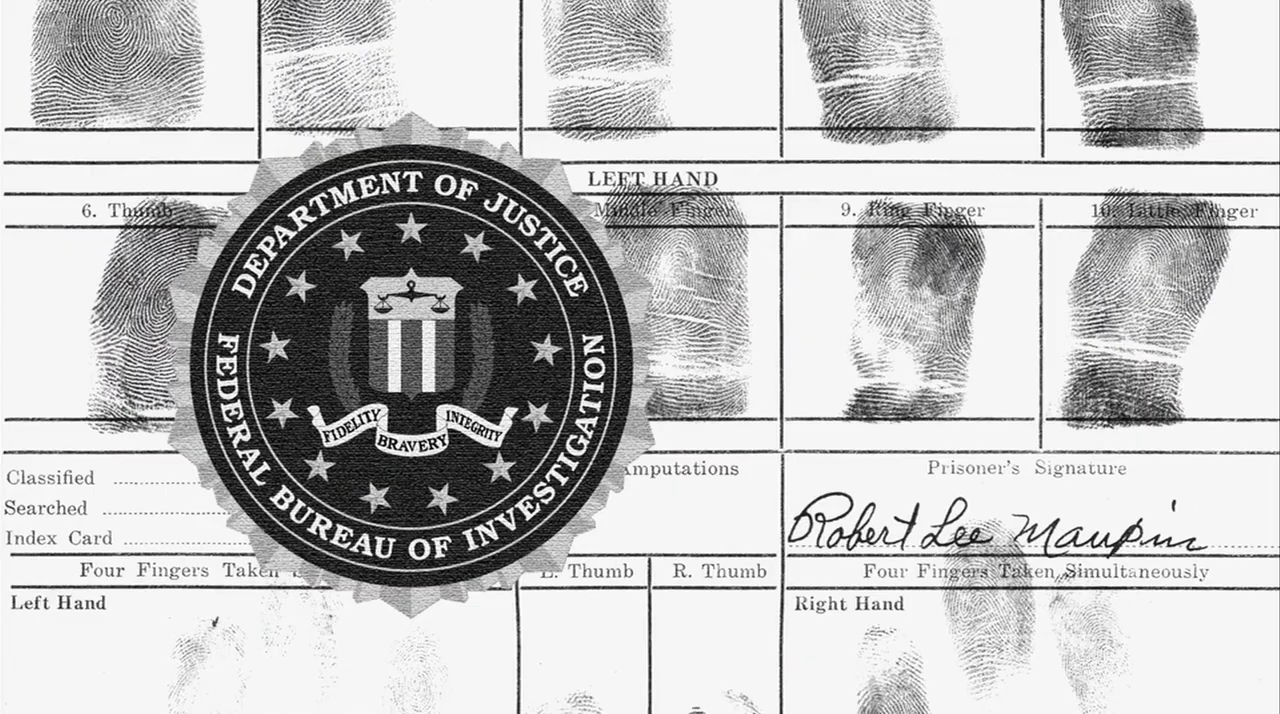 LEFT HAND
6. Thumb
Middle Finger
9. Ring Finger
10. Little Finger
DEPARTMENT OF JUSTICE
FEDERAL BUREAU OF INVESTIGATION
FIDELITY
BRAVERY
INTEGRITY
Classified
Searched
Index Card
Amputations
Prisoner's Signature
Robert Lee Maupin
Four Fingers Taken
L. Thumb
R. Thumb
Four Fingers Taken Simultaneously
Left Hand
Right Hand